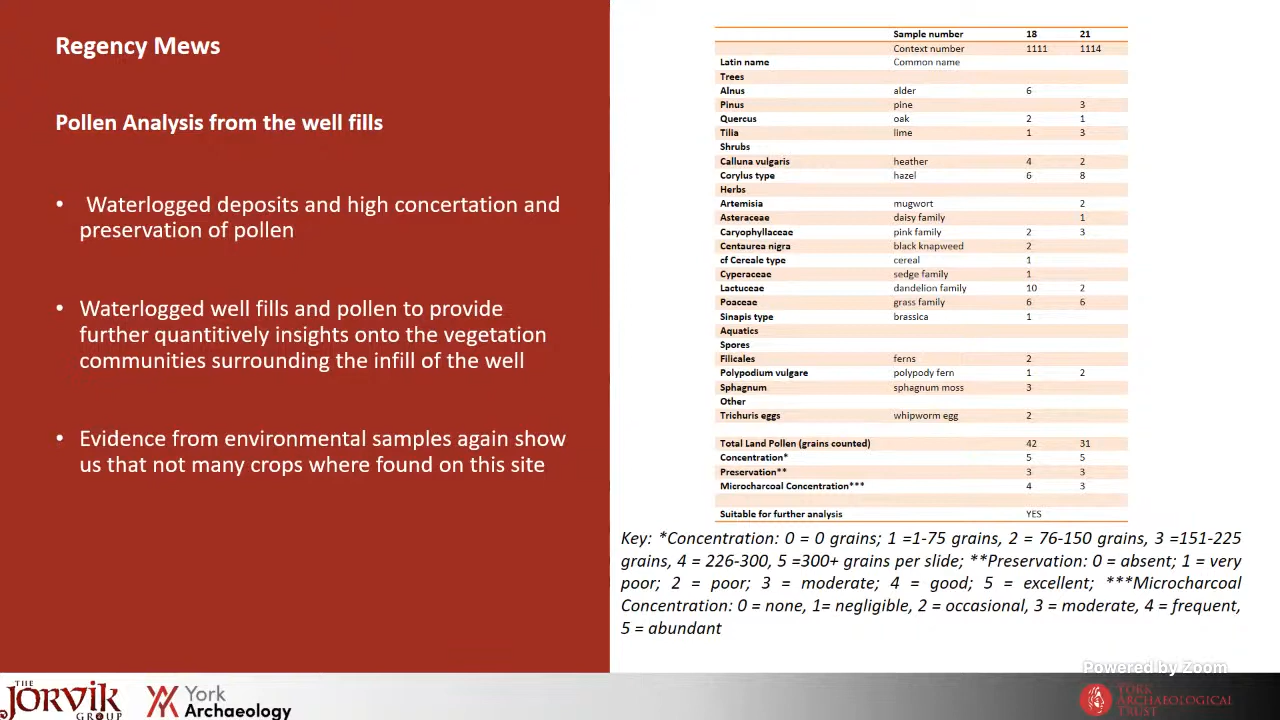 Regency Mews
Pollen Analysis from the well fills
• Waterlogged deposits and high concertation and
preservation of pollen
• Waterlogged well fills and pollen to provide
further quantitively insights onto the vegetation
communities surrounding the infill of the well
• Evidence from environmental samples again show
us that not many crops where found on this site
Sample number 18 21
Context number 1111 1114
Latin name Common name
Trees
Alnus alder 6
Pinus pine 3
Quercus oak 2 1
Tilia lime 1 3
Shrubs
Calluna vulgaris heather 4 2
Corylus type hazel 6 8
Herbs
Artemisia mugwort 2
Asteraceae daisy family 1
Caryophyllaceae pink family 2 3
Centaurea nigra black knapweed 2
cf Cereale type cereal 1
Cyperaceae sedge family 1
Lactuceae dandelion family 10 2
Poaceae grass family 6 6
Sinapis type brassica 1
Aquatics
Spores
Filicales ferns 2
Polypodium vulgare polypody fern 1 2
Sphagnum sphagnum moss 3
Other
Trichuris eggs whipworm egg 2
Total Land Pollen (grains counted) 42 31
Concentration* 5 5
Preservation** 3 3
Microcharcoal Concentration*** 4 3
Suitable for further analysis YES
Key: *Concentration: 0 = 0 grains; 1 =1-75 grains, 2 = 76-150 grains, 3 =151-225
grains, 4 = 226-300, 5 =300+ grains per slide; **Preservation: 0 = absent; 1 = very
poor; 2 = poor; 3 = moderate; 4 = good; 5 = excellent; ***Microcharcoal
Concentration: 0 = none, 1= negligible, 2 = occasional, 3 = moderate, 4 = frequent,
5 = abundant
Powered by Zoom
THE
JORVIK
GROUP
York
Archaeology
YORK
ARCHAEOLOGICAL
TRUST